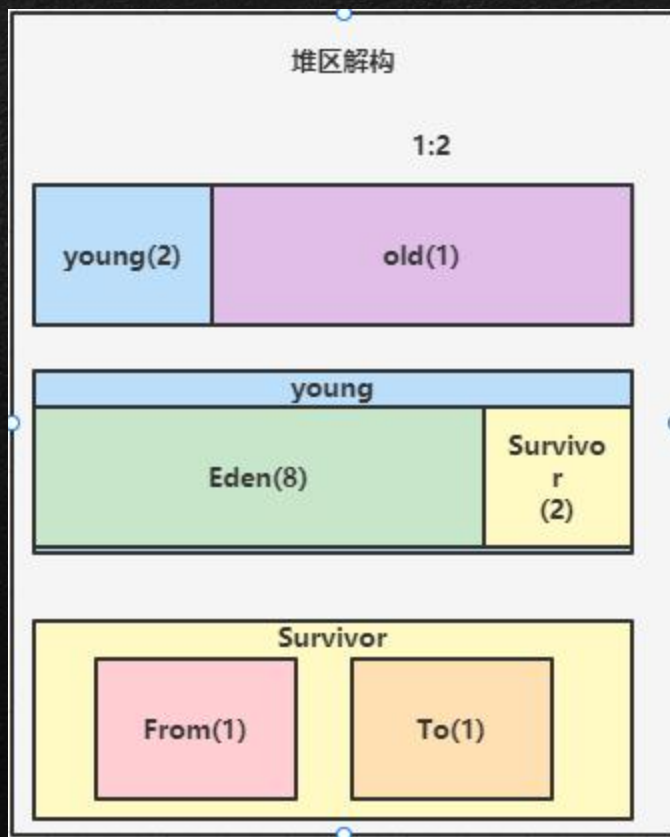 堆区解构
1:2
young(2)
old(1)
young
Eden(8)
Survivo
r
(2)
Survivor
From(1)
To(1)